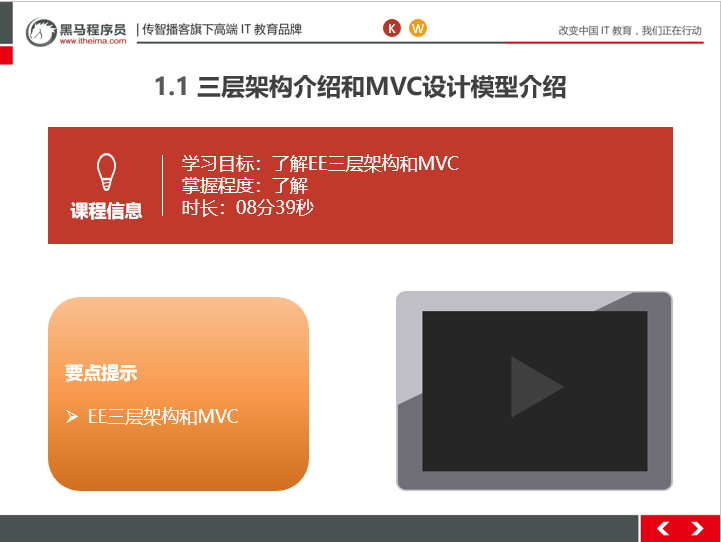 黑马程序员
www.itheima.com
传智播客旗下高端 IT 教育品牌
K
W
改变中国 IT 教育，我们正在行动
1.1 三层架构介绍和MVC设计模型介绍
课程信息
学习目标：了解EE三层架构和MVC
掌握程度：了解
时长：08分39秒
要点提示
➢ EE三层架构和MVC